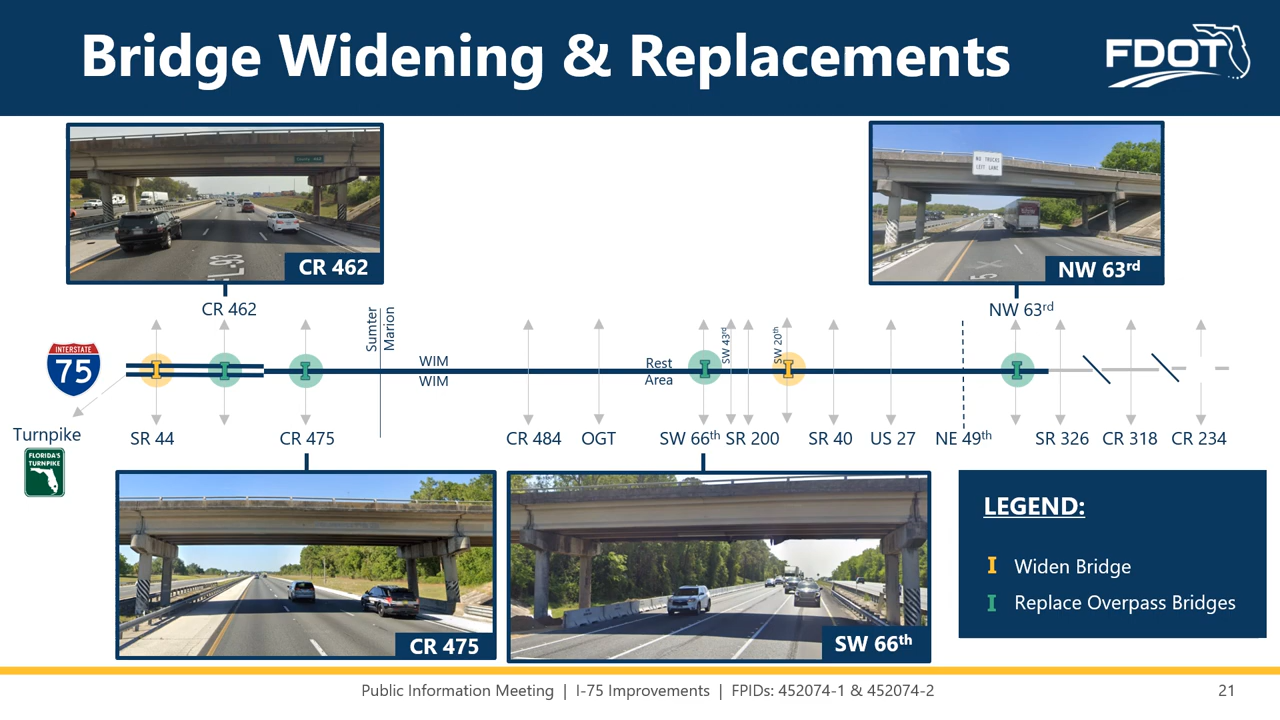 Bridge Widening & Replacements
FDOT
County 462
CR 462
NO TRUCKS
LEFT LANE
NW 63rd
CR 462
NW 63rd
Sumter
Marion
SW 43rd
SW 20th
INTERSTATE
75
WIM
WIM
Rest
Area
Turnpike
SR 44
CR 475
CR 484
OGT
SW 66th
SR 200
SR 40
US 27
NE 49th
SR 326
CR 318
CR 234
FLORIDA'S
TURNPIKE
CR 475
SW 66th
LEGEND:
Widen Bridge
Replace Overpass Bridges
Public Information Meeting | I-75 Improvements | FPIDs: 452074-1 & 452074-2
21